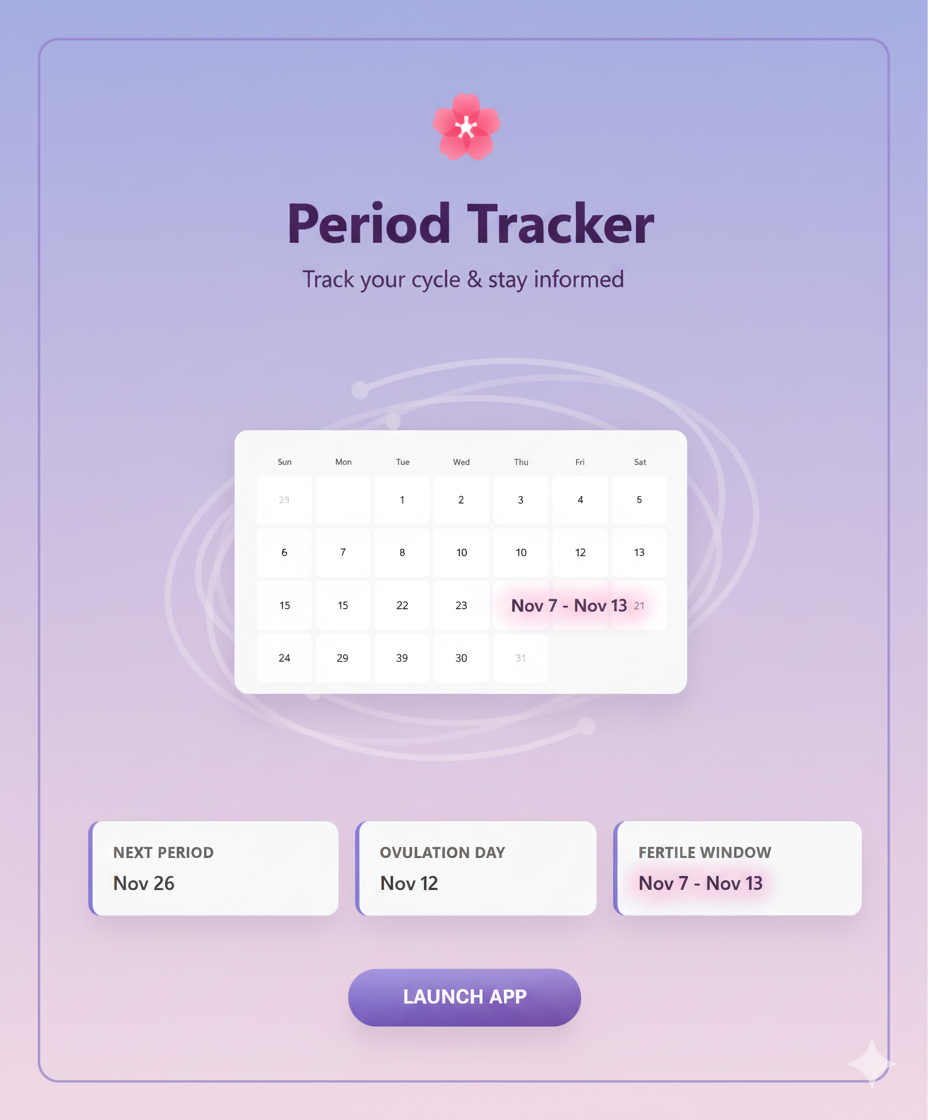 Period Tracker
Track your cycle & stay informed
Sun Mon Tue Wed Thu Fri Sat
29 1 2 3 4 5
6 7 8 10 10 12 13
15 15 22 23 Nov 7 - Nov 13 21
24 29 39 30 31
NEXT PERIOD
Nov 26
OVULATION DAY
Nov 12
FERTILE WINDOW
Nov 7 - Nov 13
LAUNCH APP